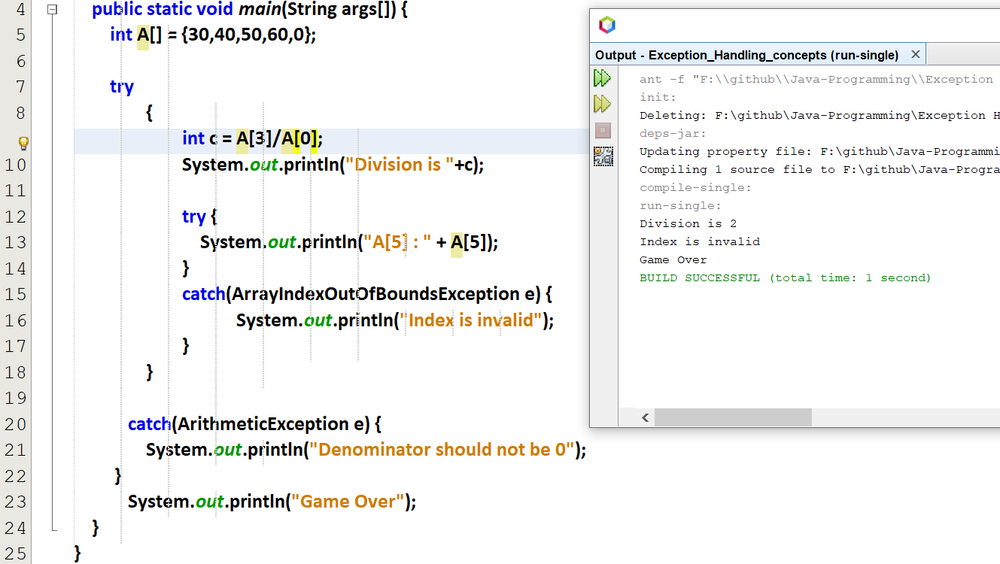 4 public static void main(String args[]) {
5 int A[] = {30,40,50,60,0};
6
7 try
8 {
int c = A[3]/A[0];
10 System.out.println("Division is "+c);
11
12 try {
13 System.out.println("A[5] : " + A[5]);
14 }
15 catch(ArrayIndexOutOfBoundsException e) {
16 System.out.println("Index is invalid");
17 }
18 }
19
20 catch(ArithmeticException e) {
21 System.out.println("Denominator should not be 0");
22 }
23 System.out.println("Game Over");
24 }
25 }
Output - Exception_Handling_concepts (run-single) ×
ant -f "F:\\github\\Java-Programming\\Exception
init:
Deleting: F:\github\Java-Programming\Exception H
deps-jar:
Updating property file: F:\github\Java-Programmi
Compiling 1 source file to F:\github\Java-Progra
compile-single:
run-single:
Division is 2
Index is invalid
Game Over
BUILD SUCCESSFUL (total time: 1 second)